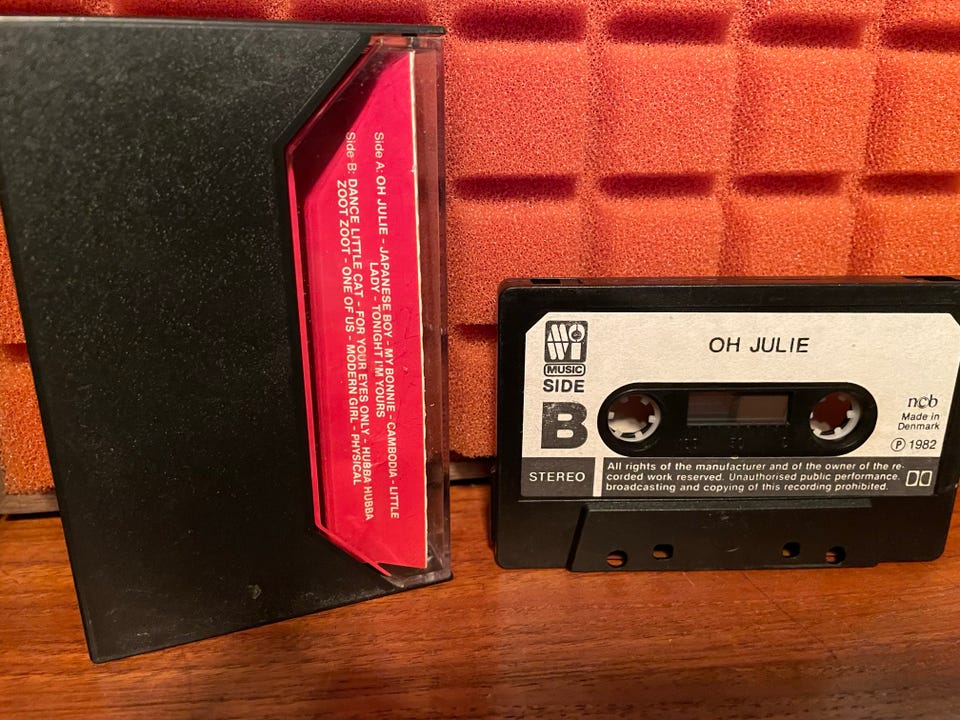 Side A: OH JULIE - JAPANESE BOY - MY BONNIE - CAMBODIA - LITTLE
LADY - TONIGHT I'M YOURS
Side B: DANCE LITTLE CAT - FOR YOUR EYES ONLY - HUBBA HUBBA
ZOOT ZOOT - ONE OF US - MODERN GIRL - PHYSICAL
MOWI
MUSIC
SIDE
B
OH JULIE
ncb
Made in
Denmark
Ⓟ 1982
STEREO
All rights of the manufacturer and of the owner of the re-
corded work reserved. Unauthorised public performance,
broadcasting and copying of this recording prohibited.